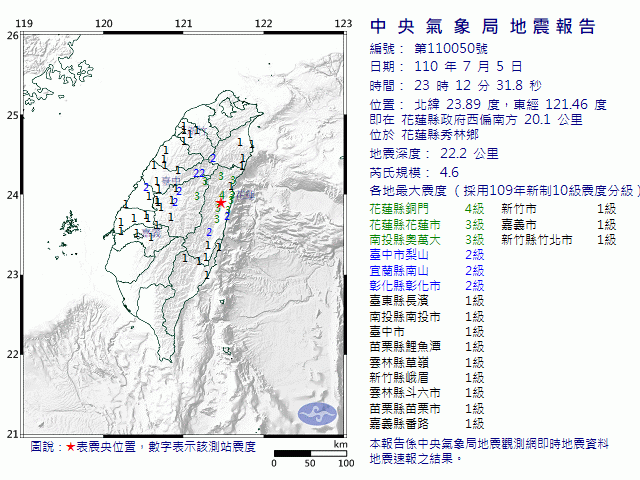 中央氣象局地震報告
編號： 第110050號
日期： 110 年 7 月 5 日
時間： 23 時 12 分 31.8 秒
位置： 北緯 23.89 度，東經 121.46 度
即在 花蓮縣政府西偏南方 20.1 公里
位於 花蓮縣秀林鄉
地震深度： 22.2 公里
芮氏規模： 4.6
各地最大震度（採用109年新制10級震度分級）
花蓮縣銅門 4級 新竹市 1級
花蓮縣花蓮市 3級 嘉義市 1級
南投縣奧萬大 3級 新竹縣竹北市 1級
臺中市梨山 2級
宜蘭縣南山 2級
彰化縣彰化市 2級
臺東縣長濱 1級
南投縣南投市 1級
臺中市 1級
苗栗縣鯉魚潭 1級
雲林縣草嶺 1級
新竹縣峨眉 1級
雲林縣斗六市 1級
苗栗縣苗栗市 1級
嘉義縣番路 1級
本報告係中央氣象局地震觀測網即時地震資料
地震速報之結果。
119 120 121 122 123
26
25
24
23
22
21
圖說：★表震央位置，數字表示該測站震度
km
0 50 100